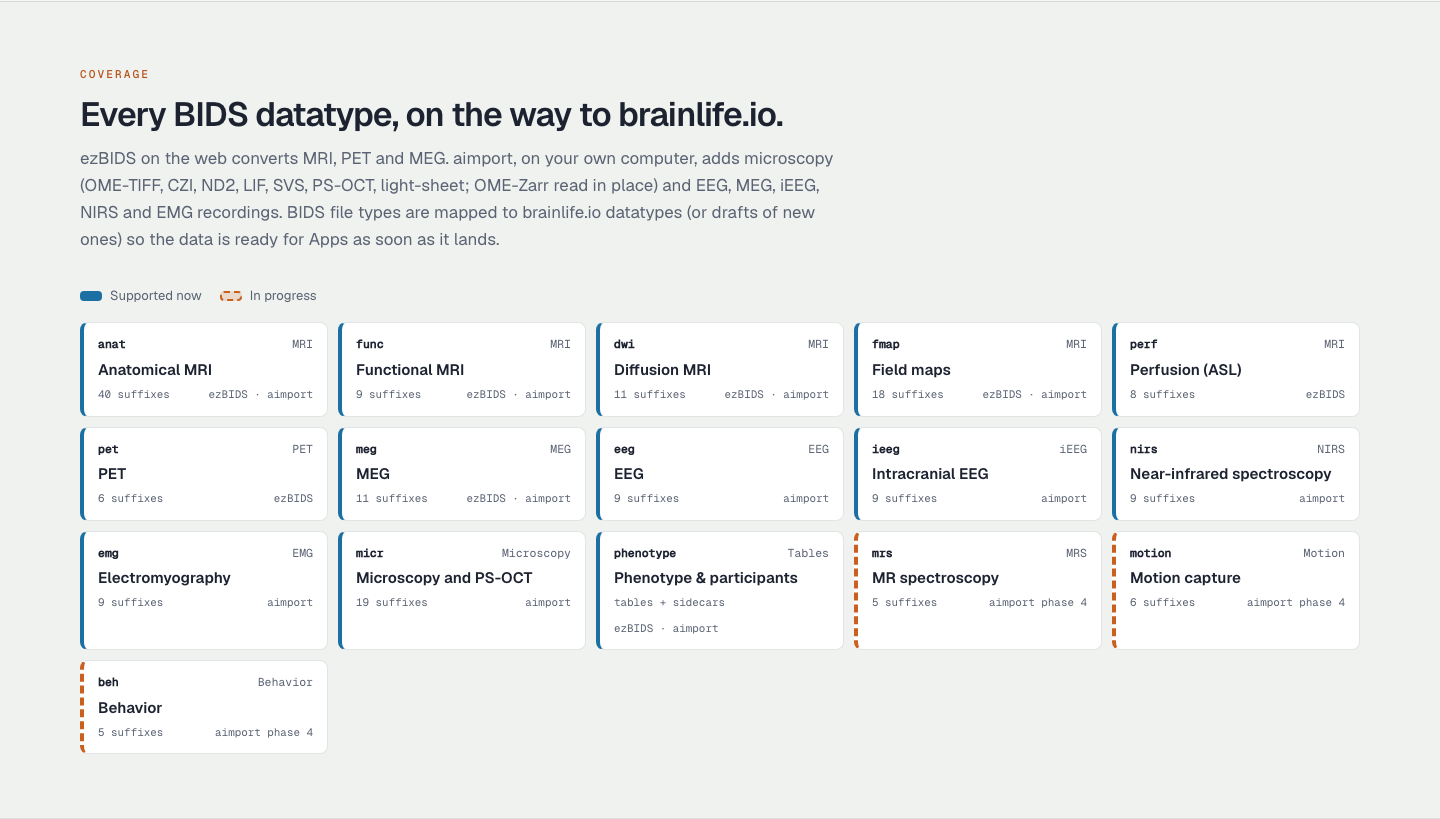 COVERAGE
Every BIDS datatype, on the way to brainlife.io.
ezBIDS on the web converts MRI, PET and MEG. aimport, on your own computer, adds microscopy
(OME-TIFF, CZI, ND2, LIF, SVS, PS-OCT, light-sheet; OME-Zarr read in place) and EEG, MEG, iEEG,
NIRS and EMG recordings. BIDS file types are mapped to brainlife.io datatypes (or drafts of new
ones) so the data is ready for Apps as soon as it lands.
Supported now In progress
anat MRI
Anatomical MRI
40 suffixes ezBIDS · aimport
func MRI
Functional MRI
9 suffixes ezBIDS · aimport
dwi MRI
Diffusion MRI
11 suffixes ezBIDS · aimport
fmap MRI
Field maps
18 suffixes ezBIDS · aimport
perf MRI
Perfusion (ASL)
8 suffixes ezBIDS
pet PET
PET
6 suffixes ezBIDS
meg MEG
MEG
11 suffixes ezBIDS · aimport
eeg EEG
EEG
9 suffixes aimport
ieeg iEEG
Intracranial EEG
9 suffixes aimport
nirs NIRS
Near-infrared spectroscopy
9 suffixes aimport
emg EMG
Electromyography
9 suffixes aimport
micr Microscopy
Microscopy and PS-OCT
19 suffixes aimport
phenotype Tables
Phenotype & participants
tables + sidecars
ezBIDS · aimport
mrs MRS
MR spectroscopy
5 suffixes aimport phase 4
motion Motion
Motion capture
6 suffixes aimport phase 4
beh Behavior
Behavior
5 suffixes aimport phase 4